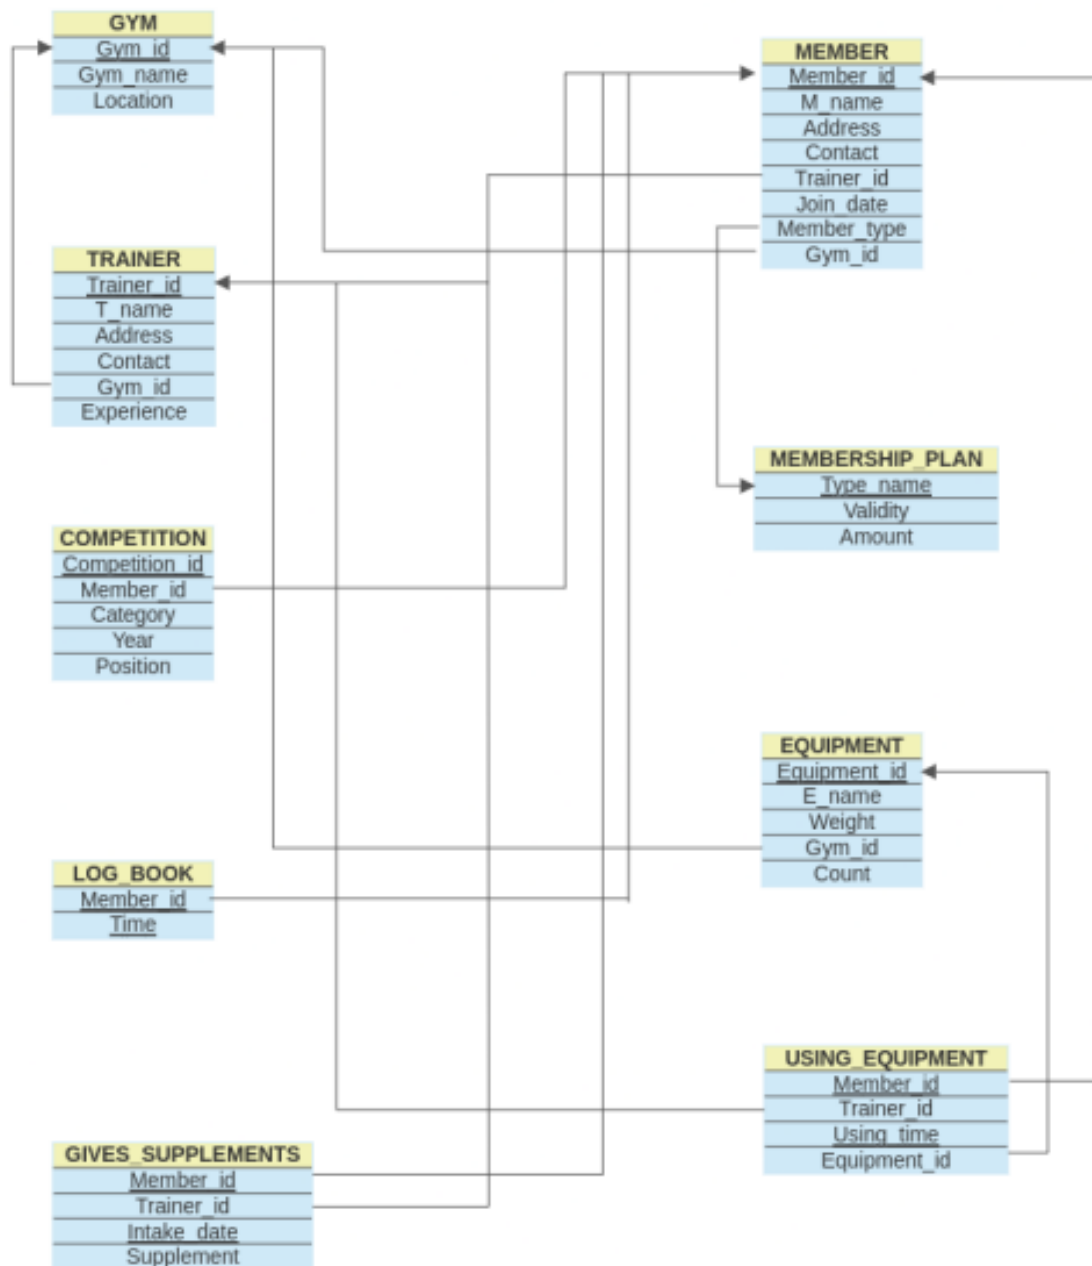 GYM
Gym_id
Gym_name
Location
MEMBER
Member_id
M_name
Address
Contact
Trainer_id
Join_date
Member_type
Gym_id
TRAINER
Trainer_id
T_name
Address
Contact
Gym_id
Experience
MEMBERSHIP_PLAN
Type_name
Validity
Amount
COMPETITION
Competition_id
Member_id
Category
Year
Position
EQUIPMENT
Equipment_id
E_name
Weight
Gym_id
Count
LOG_BOOK
Member_id
Time
USING_EQUIPMENT
Member_id
Trainer_id
Using_time
Equipment_id
GIVES_SUPPLEMENTS
Member_id
Trainer_id
Intake_date
Supplement